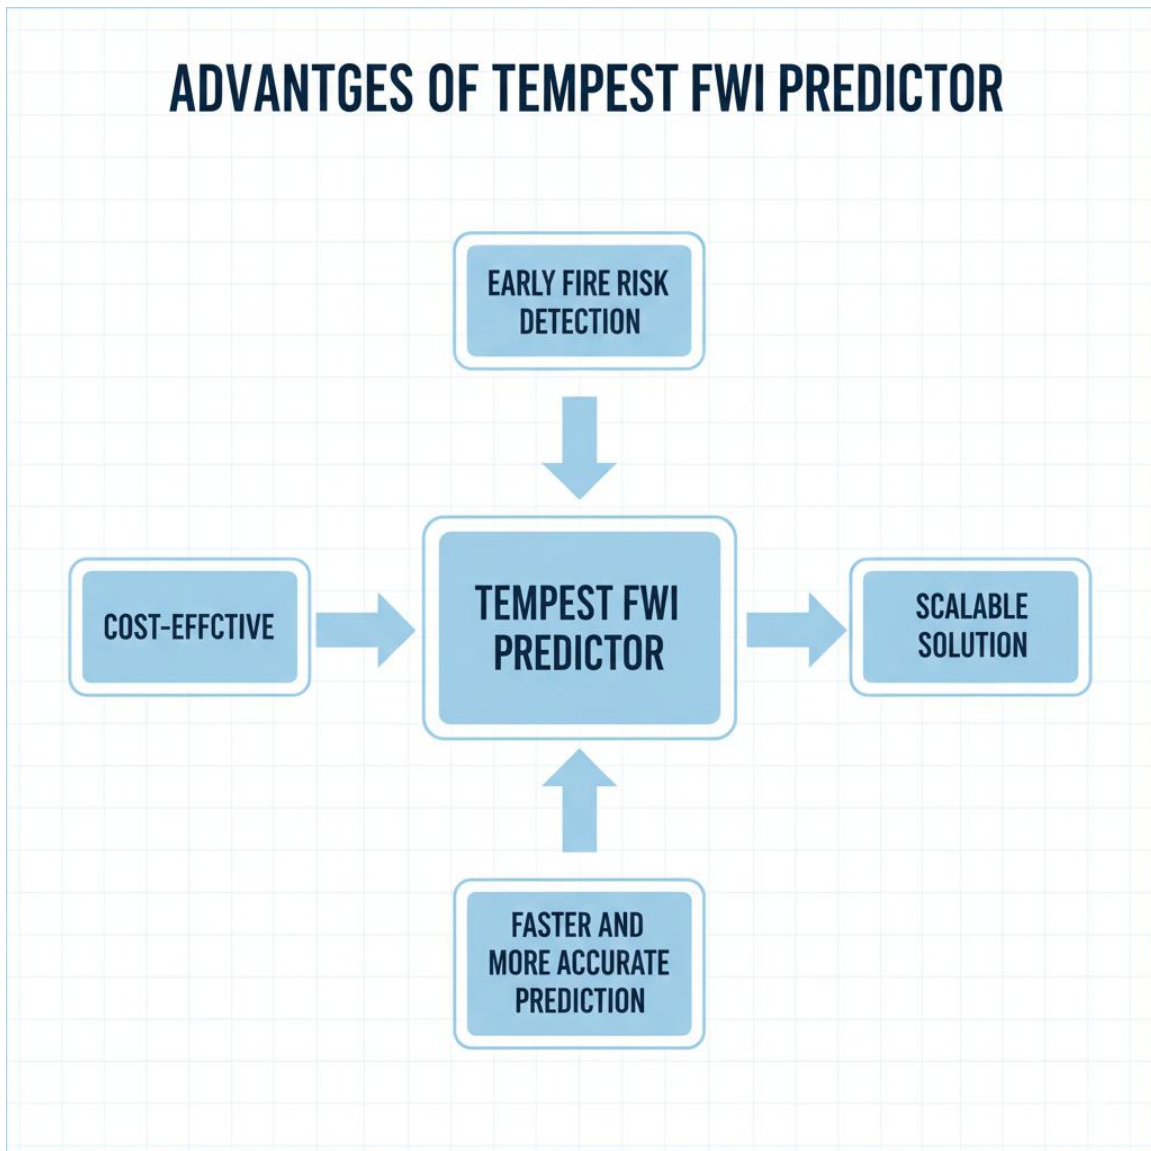 ADVANTGES OF TEMPEST FWI PREDICTOR
EARLY FIRE RISK
DETECTION
COST-EFFCTIVE
TEMPEST FWI
PREDICTOR
SCALABLE
SOLUTION
FASTER AND
MORE ACCURATE
PREDICTION